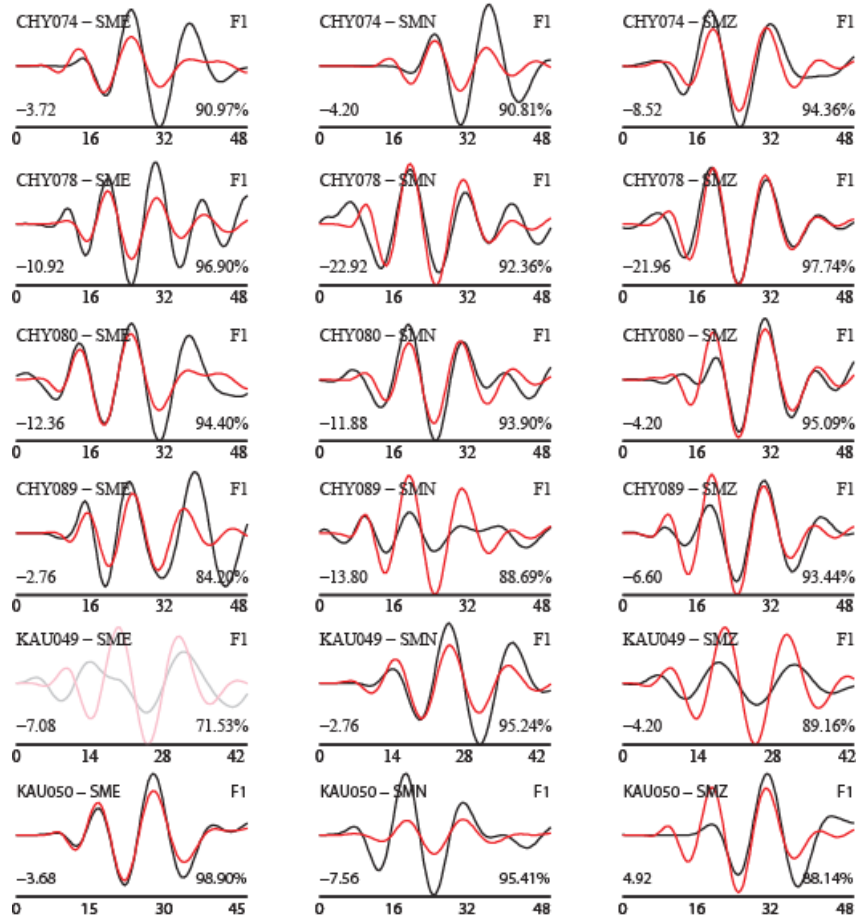 CHY074 – SME F1 CHY074 – SMN F1 CHY074 – SMZ F1
−3.72 90.97% −4.20 90.81% −8.52 94.36%
0 16 32 48 0 16 32 48 0 16 32 48
CHY078 – SME F1 CHY078 – SMN F1 CHY078 – SMZ F1
−10.92 96.90% −22.92 92.36% −21.96 97.74%
0 16 32 48 0 16 32 48 0 16 32 48
CHY080 – SME F1 CHY080 – SMN F1 CHY080 – SMZ F1
−12.36 94.40% −11.88 93.90% −4.20 95.09%
0 16 32 48 0 16 32 48 0 16 32 48
CHY089 – SME F1 CHY089 – SMN F1 CHY089 – SMZ F1
−2.76 84.20% −13.80 88.69% −6.60 93.44%
0 16 32 48 0 16 32 48 0 16 32 48
KAU049 – SME F1 KAU049 – SMN F1 KAU049 – SMZ F1
−7.08 71.53% −2.76 95.24% −4.20 89.16%
0 14 28 42 0 14 28 42 0 14 28 42
KAU050 – SME F1 KAU050 – SMN F1 KAU050 – SMZ F1
−3.68 98.90% −7.56 95.41% 4.92 88.14%
0 15 30 45 0 16 32 48 0 16 32 48